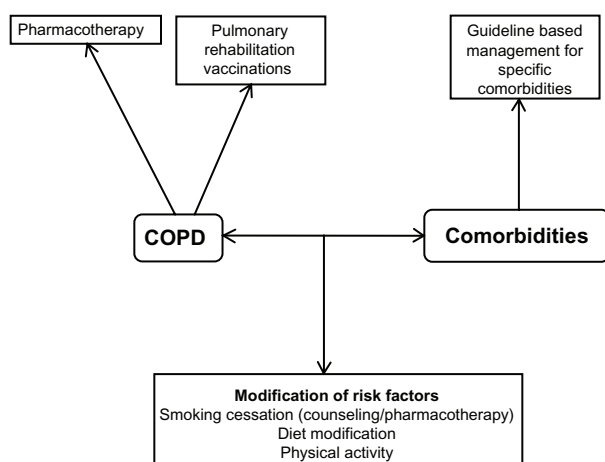 Pharmacotherapy
Pulmonary
rehabilitation
vaccinations
Guideline based
management for
specific
comorbidities
COPD
Comorbidities
Modification of risk factors
Smoking cessation (counseling/pharmacotherapy)
Diet modification
Physical activity